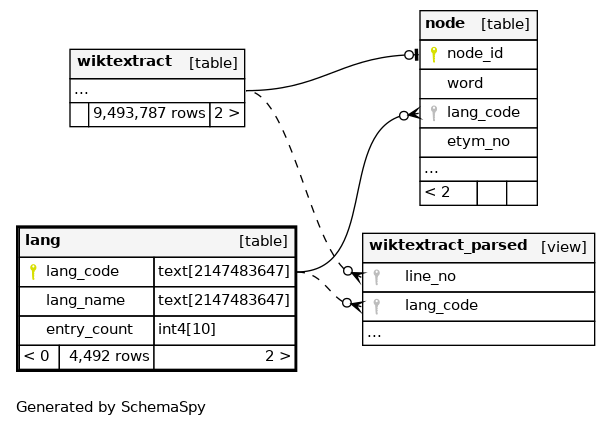 node [table]
node_id
word
lang_code
etym_no
...
< 2
wiktextract [table]
...
9,493,787 rows 2 >
lang [table]
lang_code text[2147483647]
lang_name text[2147483647]
entry_count int4[10]
< 0 4,492 rows 2 >
wiktextract_parsed [view]
line_no
lang_code
...
Generated by SchemaSpy